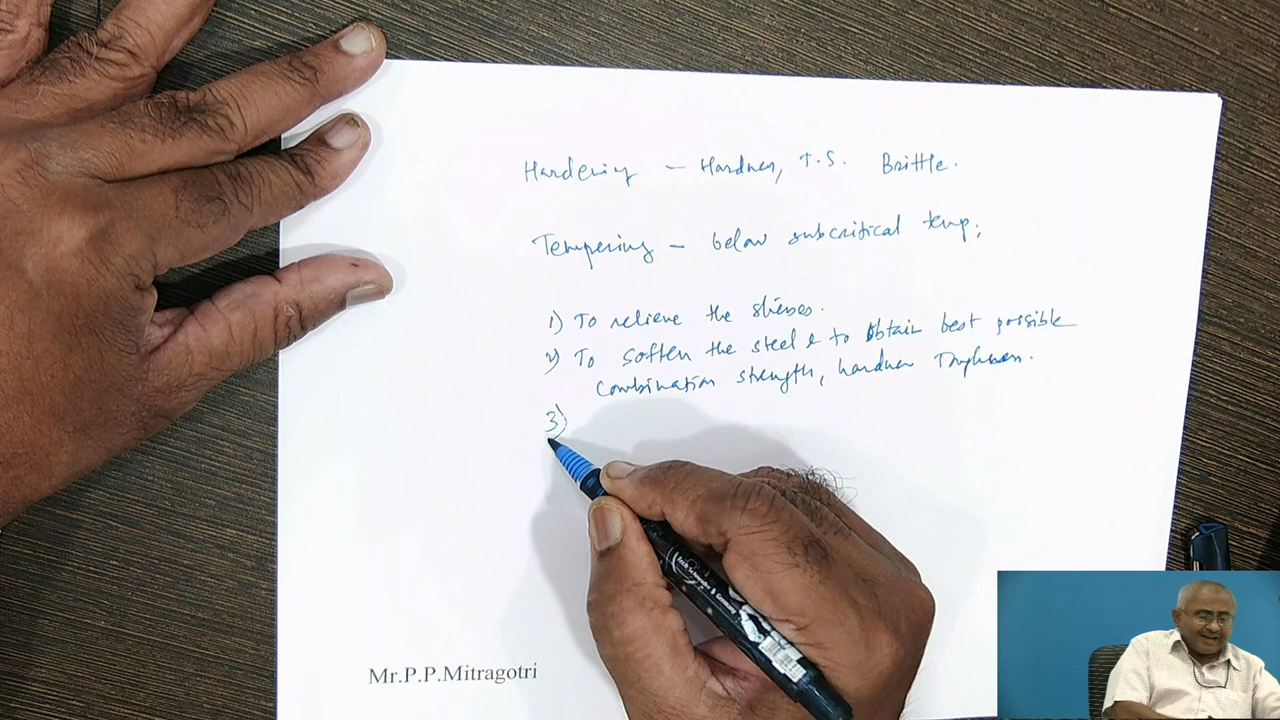 Hardening - Hardness, T.S. Brittle.
Tempering - below subcritical temp;
1) To relieve the stresses.
2) To soften the steel & to obtain best possible
combination strength, hardness Toughness.
3)
Mr.P.P.Mitragotri